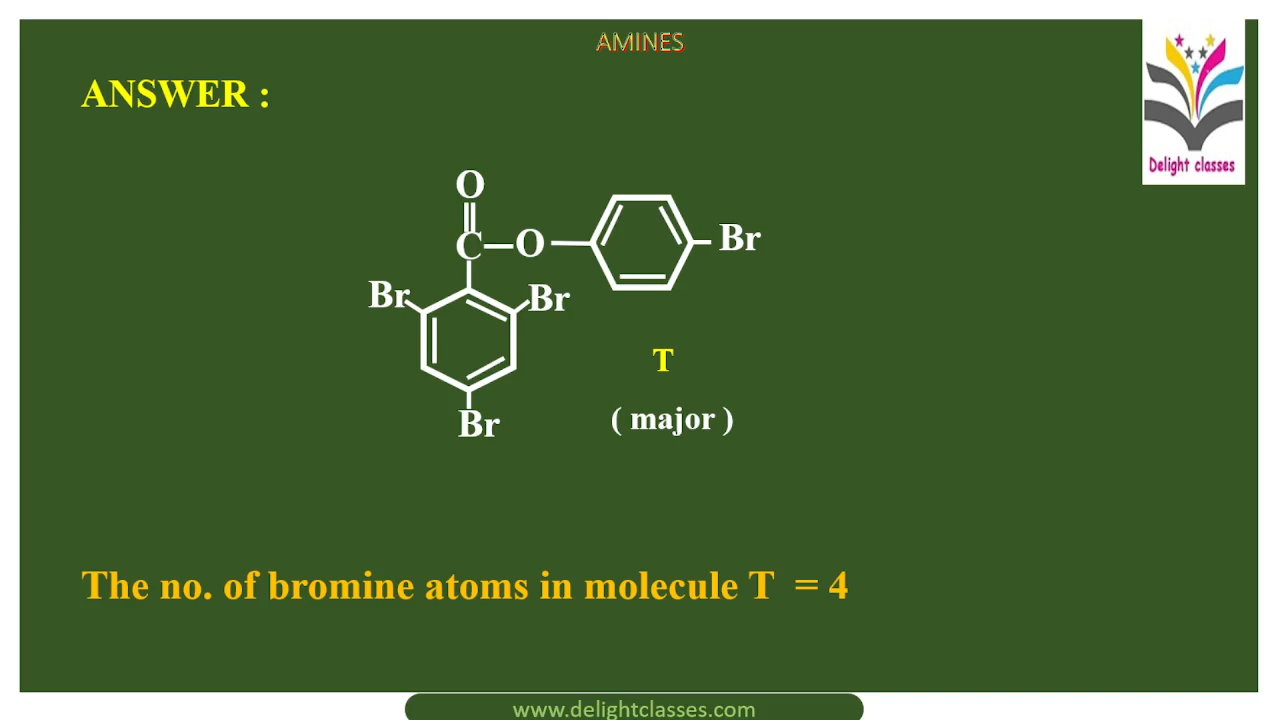 AMINES
ANSWER :
Delight classes
O
C O Br
Br Br
T
Br ( major )
The no. of bromine atoms in molecule T = 4
www.delightclasses.com